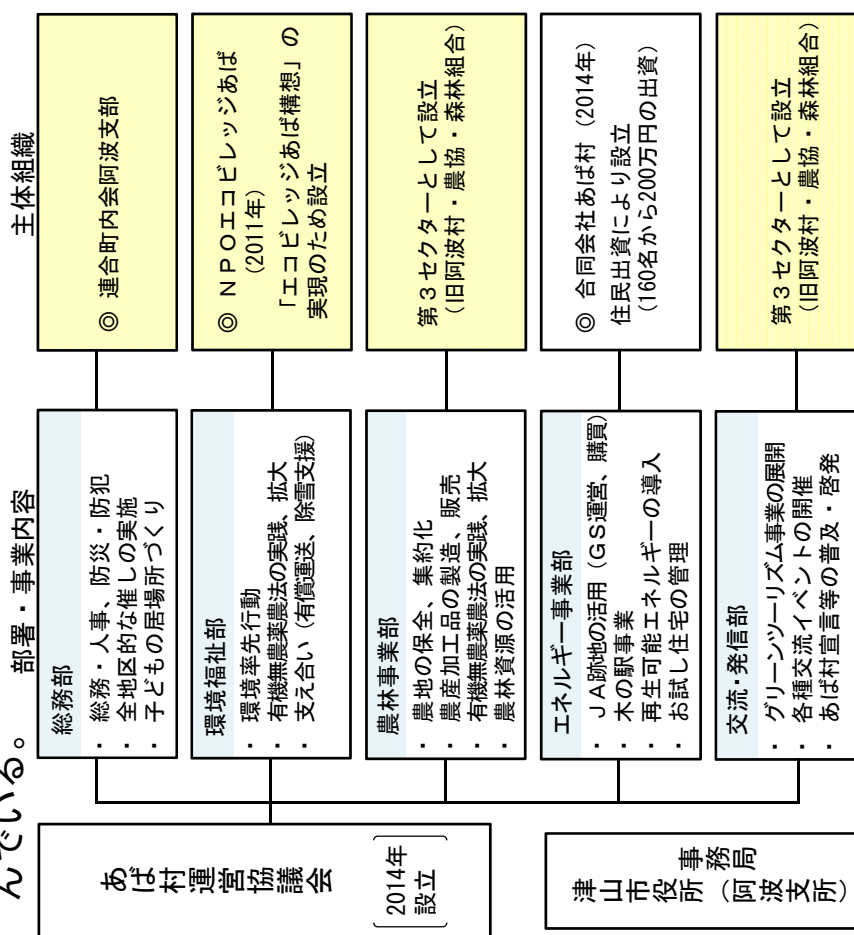 んでいる。
部署・事業内容
主体組織
あば村運営協議会
2014年
設立
事務局
津山市役所（阿波支所）
総務部
・ 総務・人事、防災・防犯
・ 全地区的な催しの実施
・ 子どもの居場所づくり
◎ 連合町内会阿波支部
環境福祉部
・ 環境率先行動
・ 有機無農薬農法の実践、拡大
・ 支え合い（有償運送、除雪支援）
◎ ＮＰＯエコビレッジあば
(2011年)
「エコビレッジあば構想」の
実現のため設立
農林事業部
・ 農地の保全、集約化
・ 農産加工品の製造、販売
・ 有機無農薬農法の実践、拡大
・ 農林資源の活用
第３セクターとして設立
（旧阿波村・農協・森林組合）
エネルギー事業部
・ ＪＡ跡地の活用（ＧＳ運営、購買）
・ 木の駅事業
・ 再生可能エネルギーの導入
・ お試し住宅の管理
◎ 合同会社あば村（2014年）
住民出資により設立
（160名から200万円の出資）
交流・発信部
・ グリーンツーリズム事業の展開
・ 各種交流イベントの開催
・ あば村宣言等の普及・啓発
第３セクターとして設立
（旧阿波村・農協・森林組合）